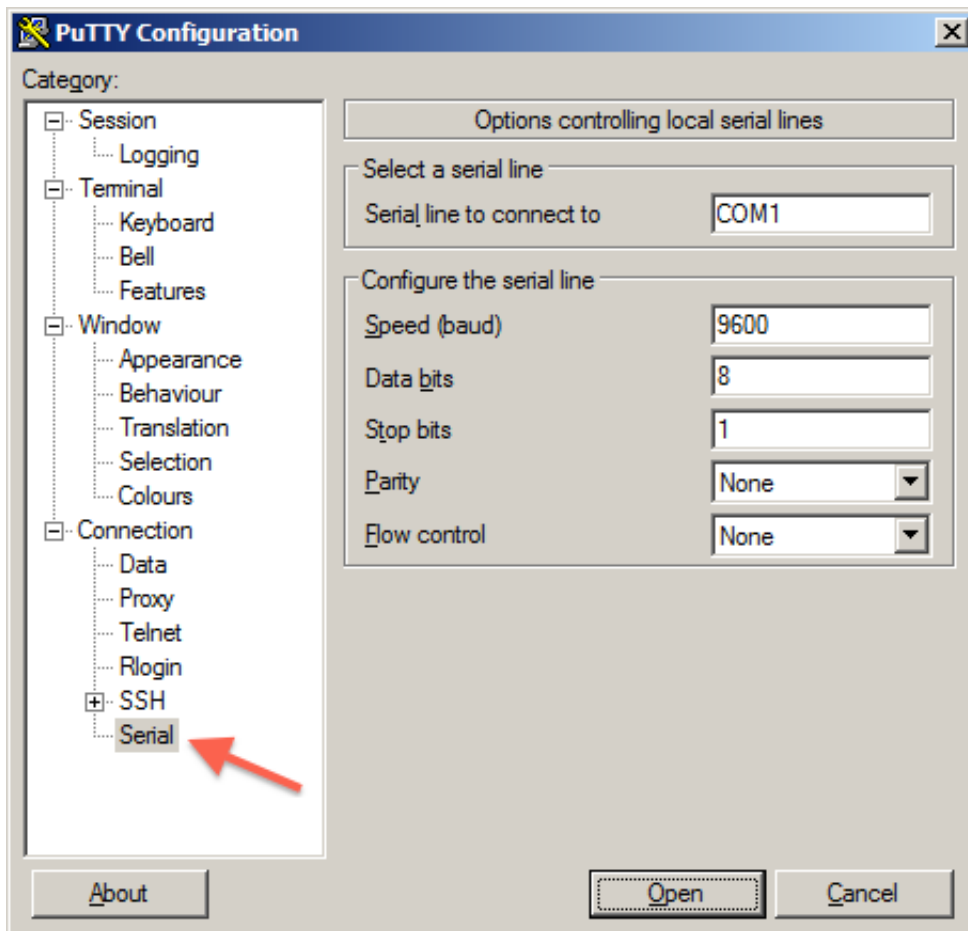 PuTTY Configuration
Category:
Session
Logging
Terminal
Keyboard
Bell
Features
Window
Appearance
Behaviour
Translation
Selection
Colours
Connection
Data
Proxy
Telnet
Rlogin
SSH
Serial
Options controlling local serial lines
Select a serial line
Serial line to connect to COM1
Configure the serial line
Speed (baud) 9600
Data bits 8
Stop bits 1
Parity None
Flow control None
About Open Cancel